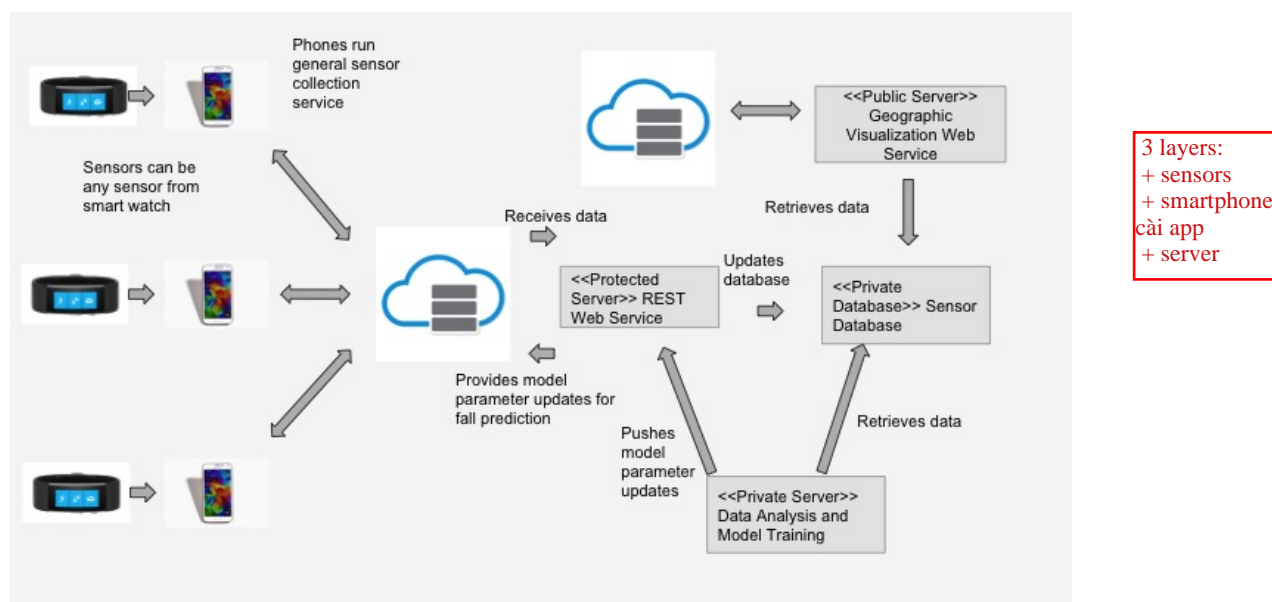 Phones run
general sensor
collection
service
Sensors can be
any sensor from
smart watch
<<Public Server>>
Geographic
Visualization Web
Service
Retrieves data
Receives data
<<Protected
Server>> REST
Web Service
Updates
database
<<Private
Database>> Sensor
Database
Provides model
parameter updates for
fall prediction
Pushes
model
parameter
updates
Retrieves data
<<Private Server>>
Data Analysis and
Model Training
3 layers:
+ sensors
+ smartphone
cài app
+ server